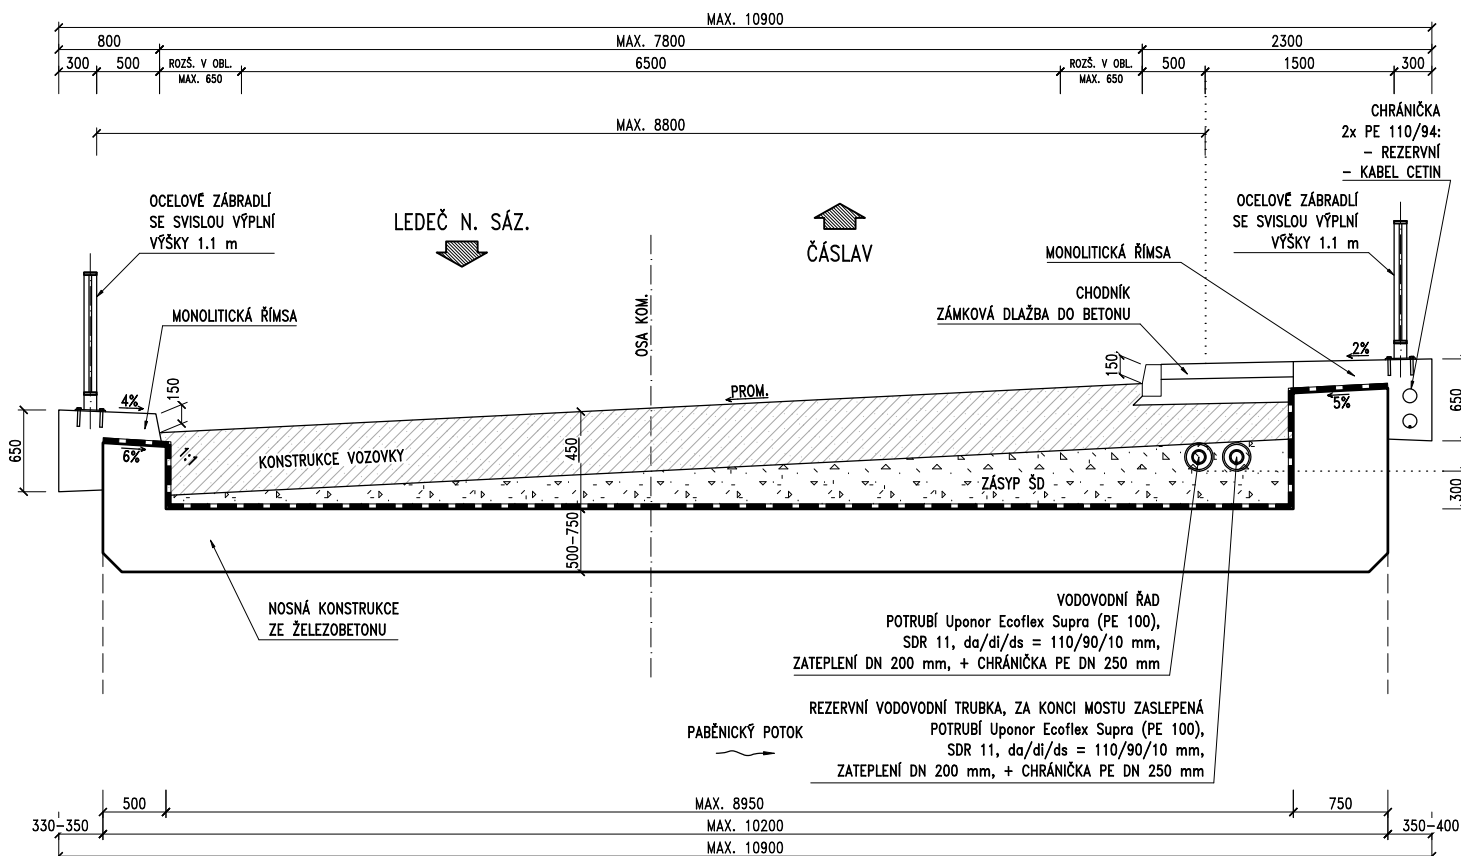 MAX. 10900
800
MAX. 7800
2300
300
500
ROZŠ. V OBL.
MAX. 650
6500
ROZŠ. V OBL.
MAX. 650
500
1500
300
MAX. 8800
CHRÁNIČKA
2x PE 110/94:
– REZERVNÍ
– KABEL CETIN
OCELOVÉ ZÁBRADLÍ
SE SVISLOU VÝPLNÍ
VÝŠKY 1.1 m
LEDEČ N. SÁZ.
ČÁSLAV
OCELOVÉ ZÁBRADLÍ
SE SVISLOU VÝPLNÍ
VÝŠKY 1.1 m
MONOLITICKÁ ŘÍMSA
CHODNÍK
ZÁMKOVÁ DLAŽBA DO BETONU
MONOLITICKÁ ŘÍMSA
OSA KOM.
2%
150
150
PROM.
4%
5%
650
650
6%
1:1
KONSTRUKCE VOZOVKY
450
ZÁSYP ŠD
300
500-750
NOSNÁ KONSTRUKCE
ZE ŽELEZOBETONU
VODOVODNÍ ŘAD
POTRUBÍ Uponor Ecoflex Supra (PE 100),
SDR 11, da/di/ds = 110/90/10 mm,
ZATEPLENÍ DN 200 mm, + CHRÁNIČKA PE DN 250 mm
REZERVNÍ VODOVODNÍ TRUBKA, ZA KONCI MOSTU ZASLEPENÁ
POTRUBÍ Uponor Ecoflex Supra (PE 100),
SDR 11, da/di/ds = 110/90/10 mm,
ZATEPLENÍ DN 200 mm, + CHRÁNIČKA PE DN 250 mm
PABĚNICKÝ POTOK
500
MAX. 8950
750
330-350
MAX. 10200
350-400
MAX. 10900